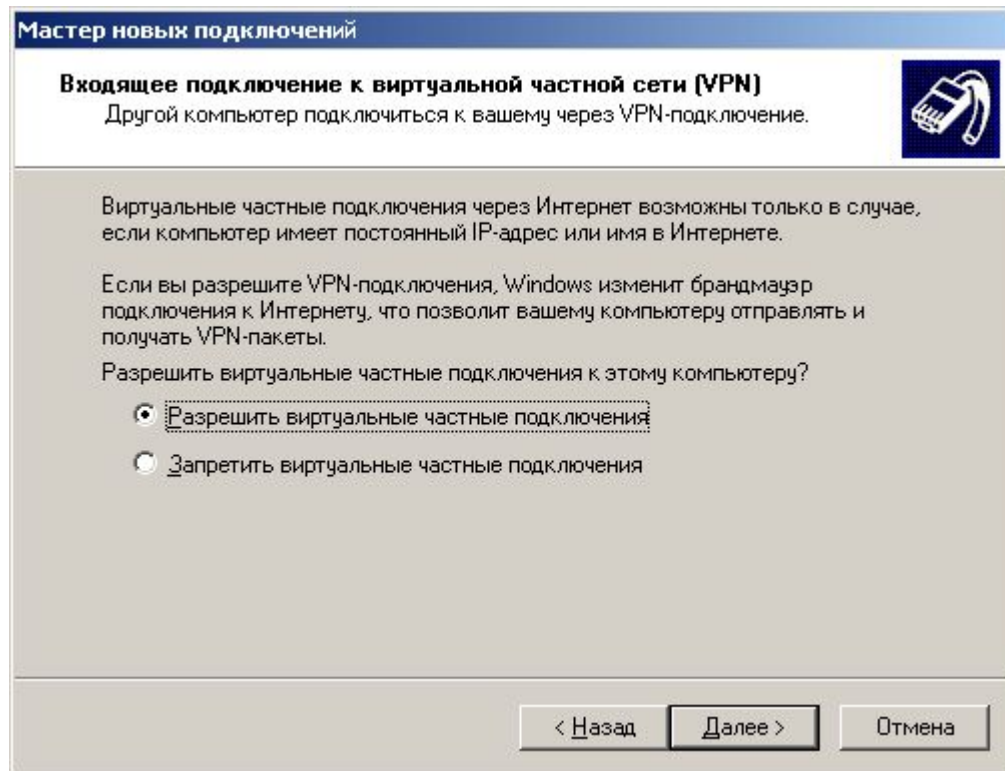 Мастер новых подключений
Входящее подключение к виртуальной частной сети (VPN)
Другой компьютер подключиться к вашему через VPN-подключение.
Виртуальные частные подключения через Интернет возможны только в случае,
если компьютер имеет постоянный IP-адрес или имя в Интернете.
Если вы разрешите VPN-подключения, Windows изменит брандмауэр
подключения к Интернету, что позволит вашему компьютеру отправлять и
получать VPN-пакеты.
Разрешить виртуальные частные подключения к этому компьютеру?
Разрешить виртуальные частные подключения
Запретить виртуальные частные подключения
< Назад Далее > Отмена